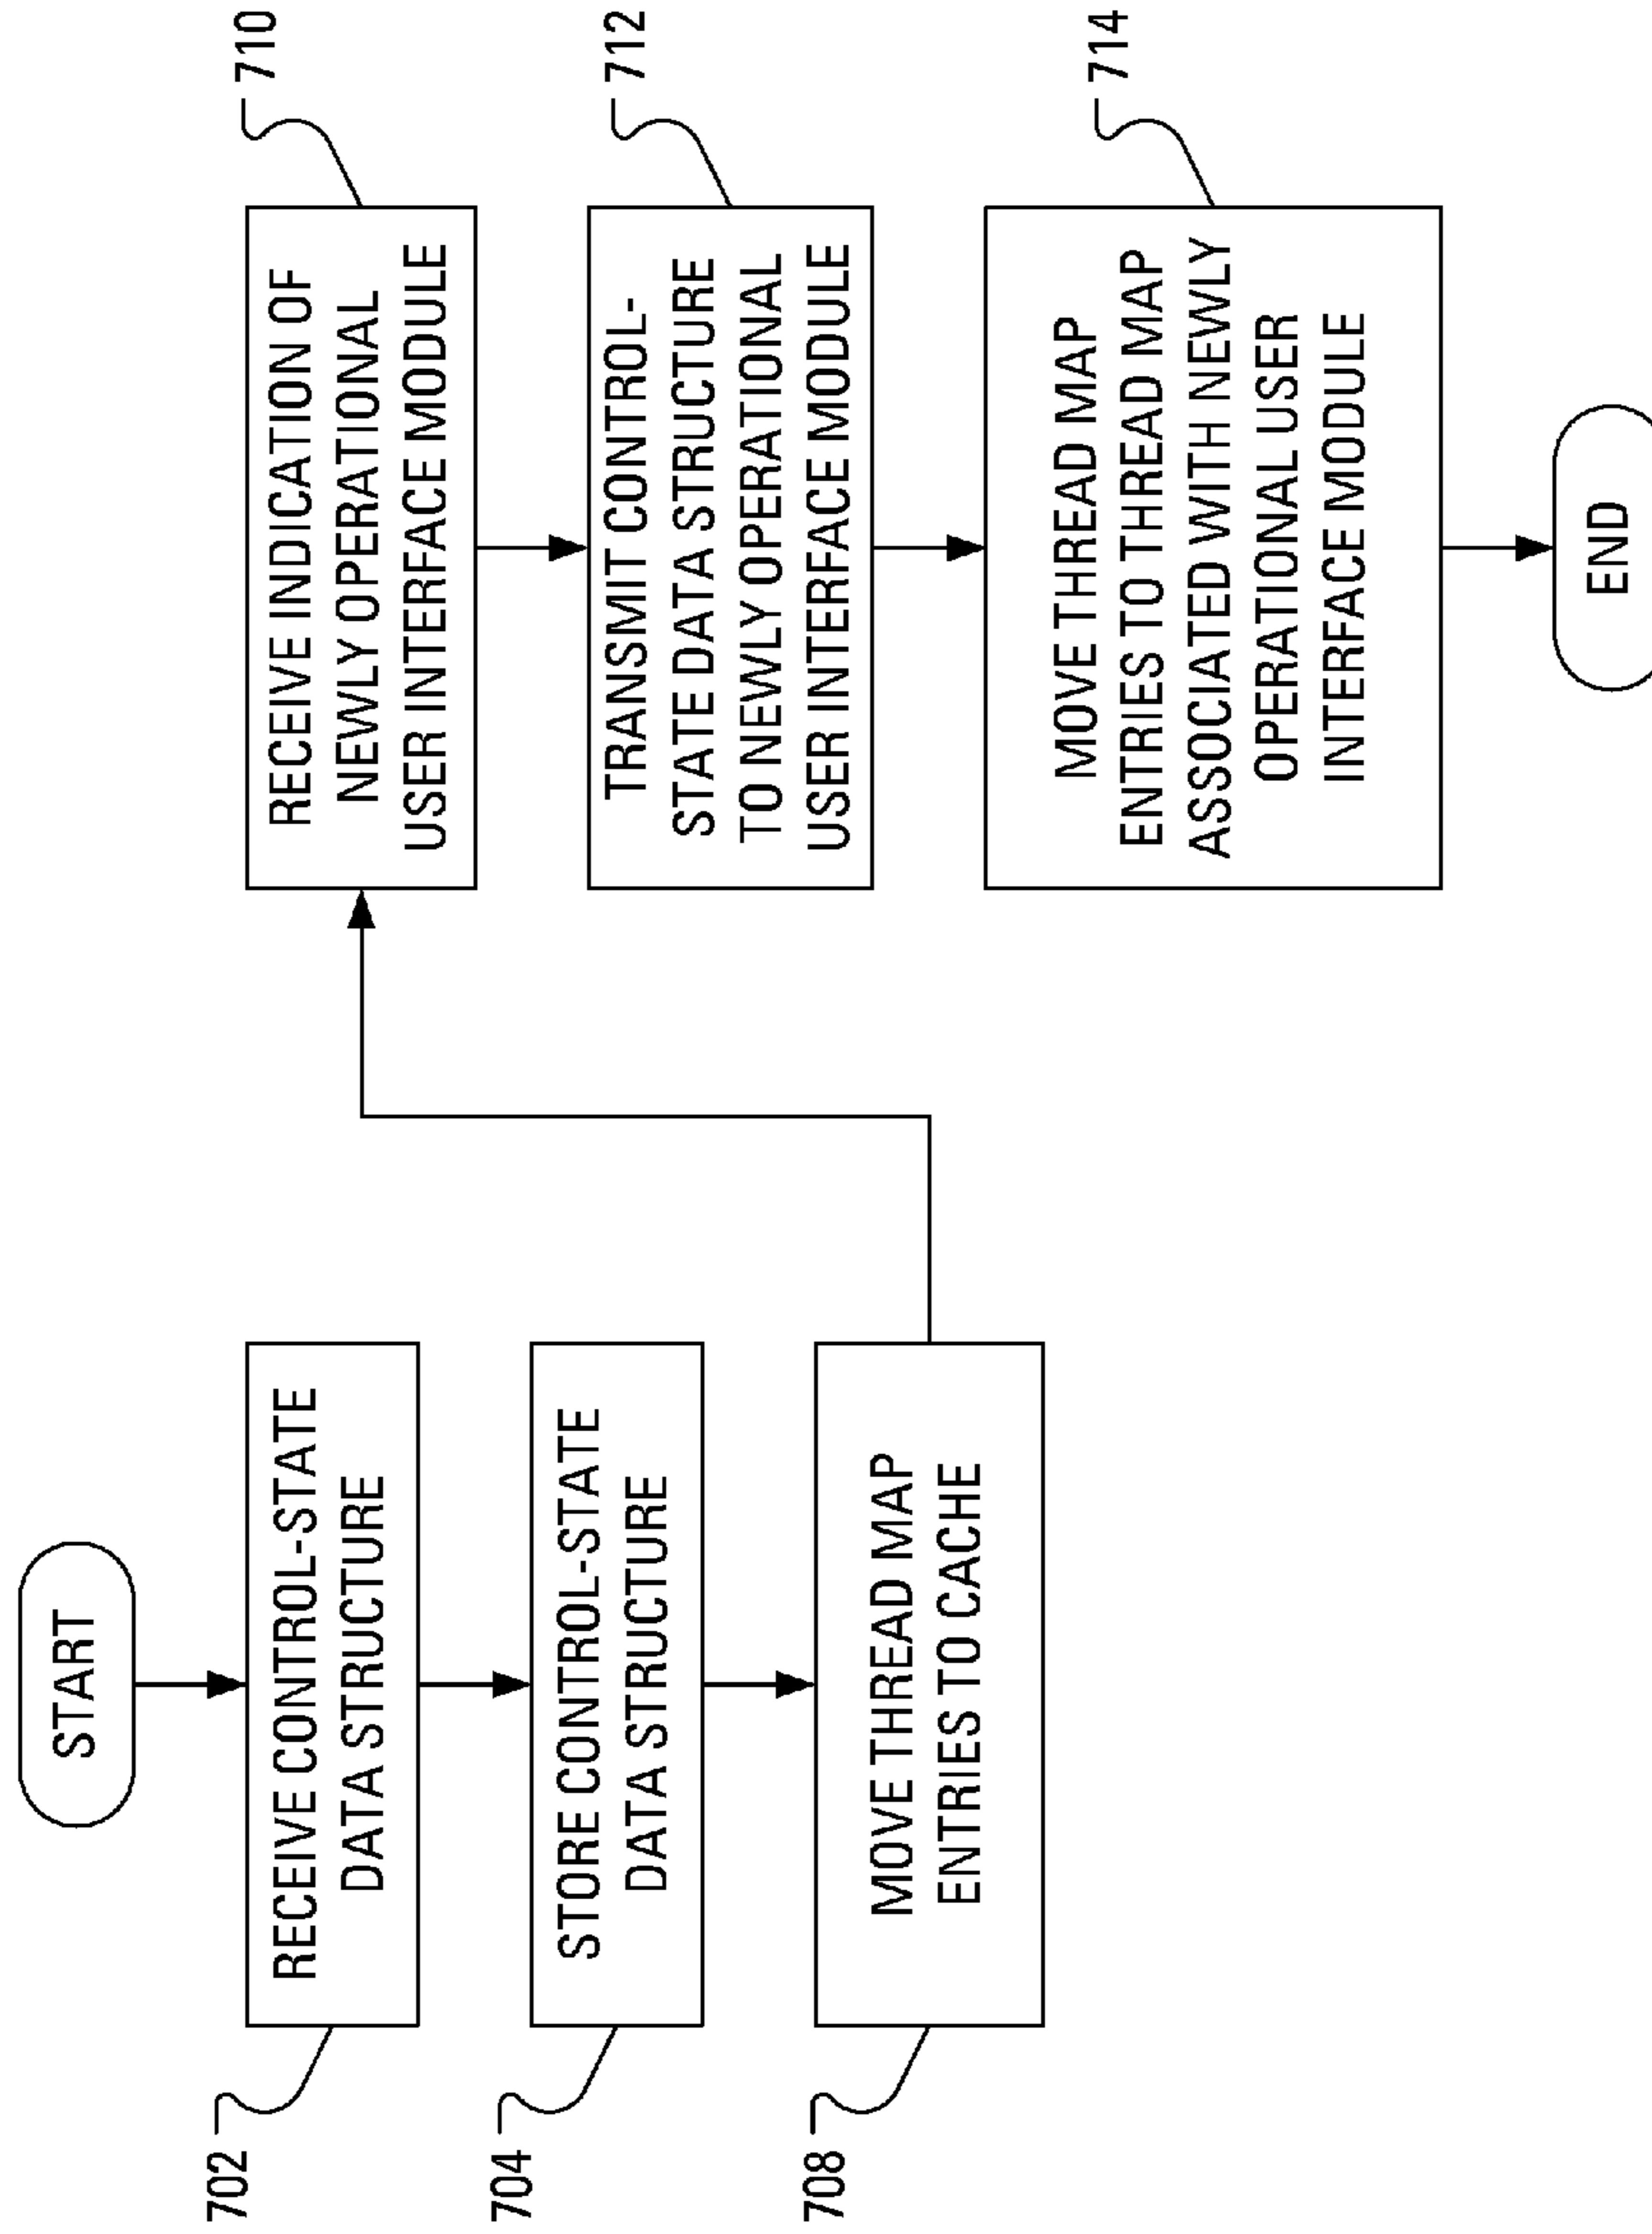 START
702
RECEIVE CONTROL-STATE
DATA STRUCTURE
704
STORE CONTROL-STATE
DATA STRUCTURE
708
MOVE THREAD MAP
ENTRIES TO CACHE
710
RECEIVE INDICATION OF
NEWLY OPERATIONAL
USER INTERFACE MODULE
712
TRANSMIT CONTROL-
STATE DATA STRUCTURE
TO NEWLY OPERATIONAL
USER INTERFACE MODULE
714
MOVE THREAD MAP
ENTRIES TO THREAD MAP
ASSOCIATED WITH NEWLY
OPERATIONAL USER
INTERFACE MODULE
END